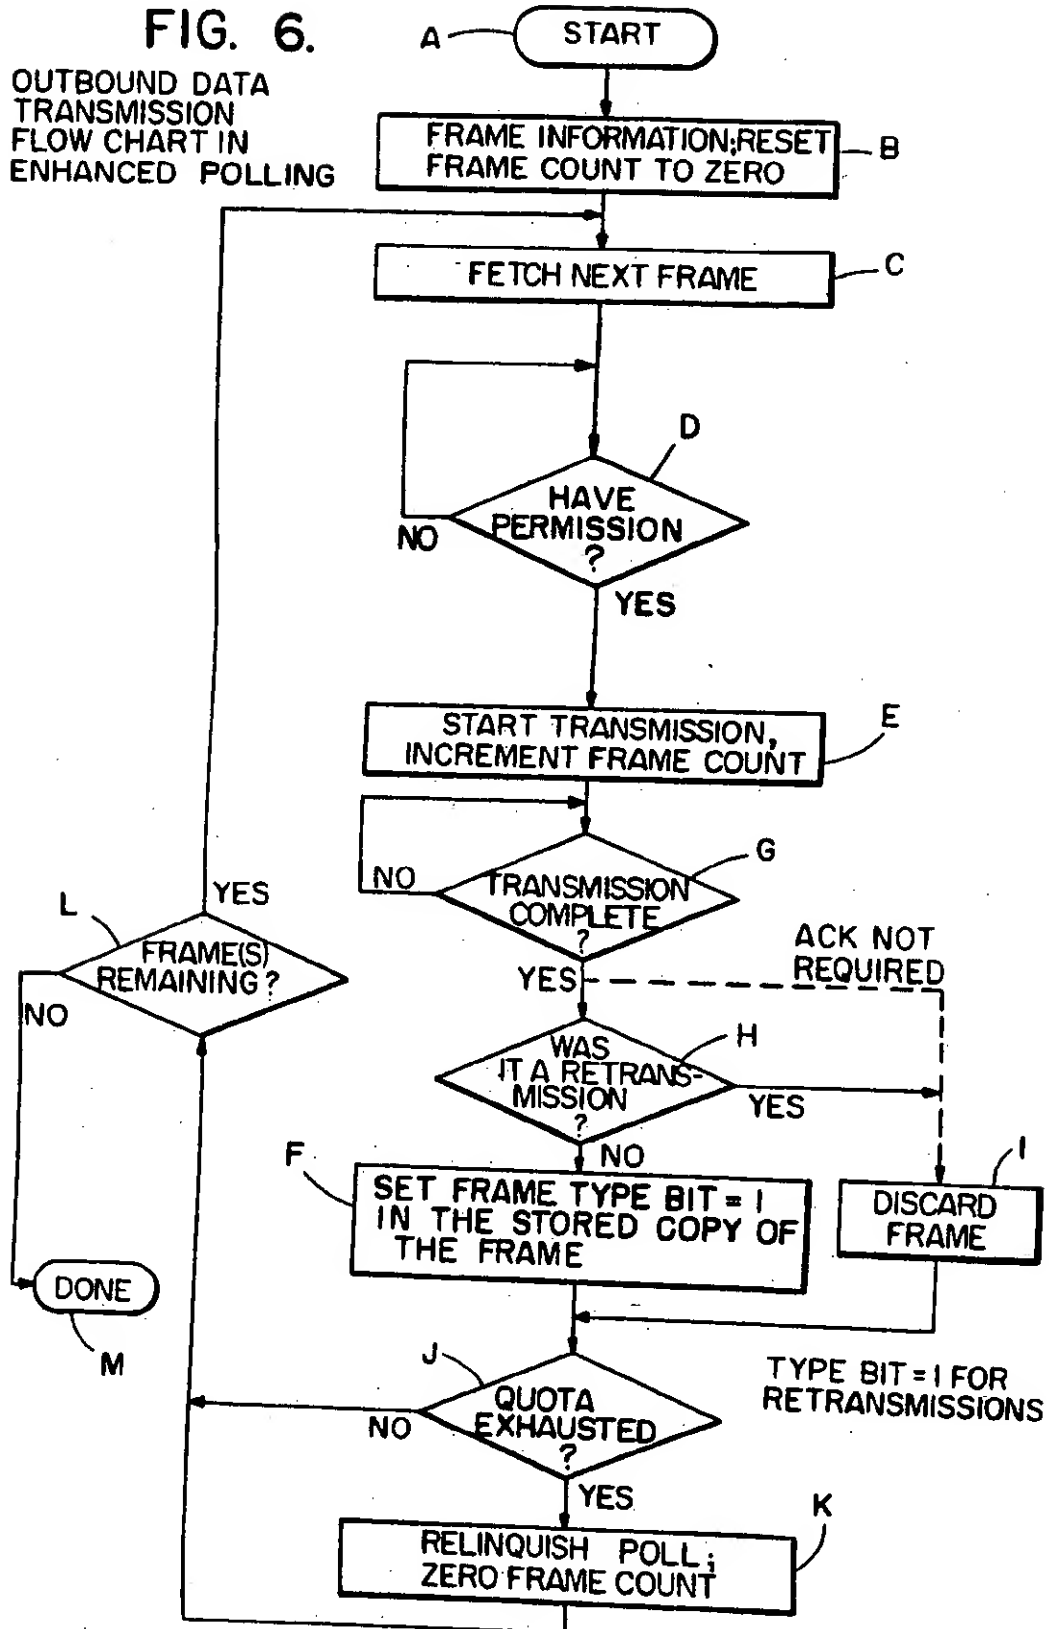 FIG. 6.
OUTBOUND DATA
TRANSMISSION
FLOW CHART IN
ENHANCED POLLING
A
START
FRAME INFORMATION;RESET
FRAME COUNT TO ZERO
B
FETCH NEXT FRAME
C
D
HAVE
PERMISSION
?
NO
YES
START TRANSMISSION,
INCREMENT FRAME COUNT
E
G
TRANSMISSION
COMPLETE
?
NO
YES
ACK NOT
REQUIRED
L
YES
FRAME(S)
REMAINING?
NO
H
WAS
IT A RETRANS-
MISSION
?
YES
NO
F
SET FRAME TYPE BIT = 1
IN THE STORED COPY OF
THE FRAME
I
DISCARD
FRAME
DONE
M
J
QUOTA
EXHAUSTED
?
NO
YES
TYPE BIT = 1 FOR
RETRANSMISSIONS
K
RELINQUISH POLL;
ZERO FRAME COUNT